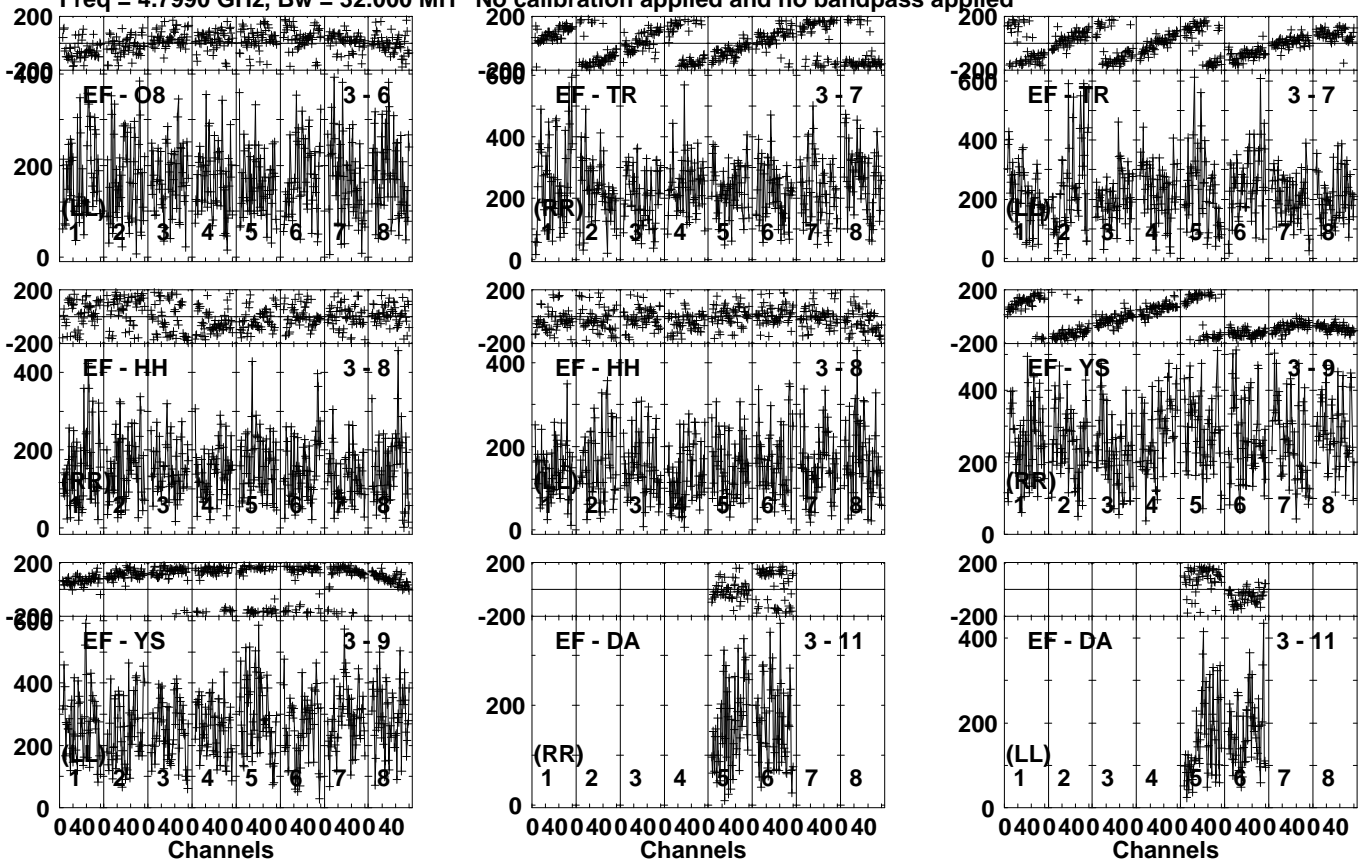 Freq = 4.7990 GHz, Bw = 32.000 MH No calibration applied and no bandpass applied
200 200 200
-200 -200 -200
400 600 600
EF - O8 3 - 6 EF - TR 3 - 7 EF - TR 3 - 7
400 400
200 200 200
(LL) (RR) (LL)
1 2 3 4 5 6 7 8 1 2 3 4 5 6 7 8 1 2 3 4 5 6 7 8
0 0 0
200 200 200
-200 -200 -200
EF - HH 3 - 8 EF - HH 3 - 8 EF - YS 3 - 9
400 400 400
200 200 200
(RR) (LL) (RR)
1 2 3 4 5 6 7 8 1 2 3 4 5 6 7 8 1 2 3 4 5 6 7 8
0 0 0
200 200 200
-200 -200 -200
600
EF - YS 3 - 9 EF - DA 3 - 11 EF - DA 3 - 11
400 400
200 200 200
(LL) (RR) (LL)
1 2 3 4 5 6 7 8 1 2 3 4 5 6 7 8 1 2 3 4 5 6 7 8
0 0 0
0 40 0 40 0 40 0 40 0 40 0 40 0 40 0 40 0 40 0 40 0 40 0 40 0 40 0 40 0 40 0 40 0 40 0 40 0 40 0 40 0 40 0 40 0 40 0 40
Channels Channels Channels